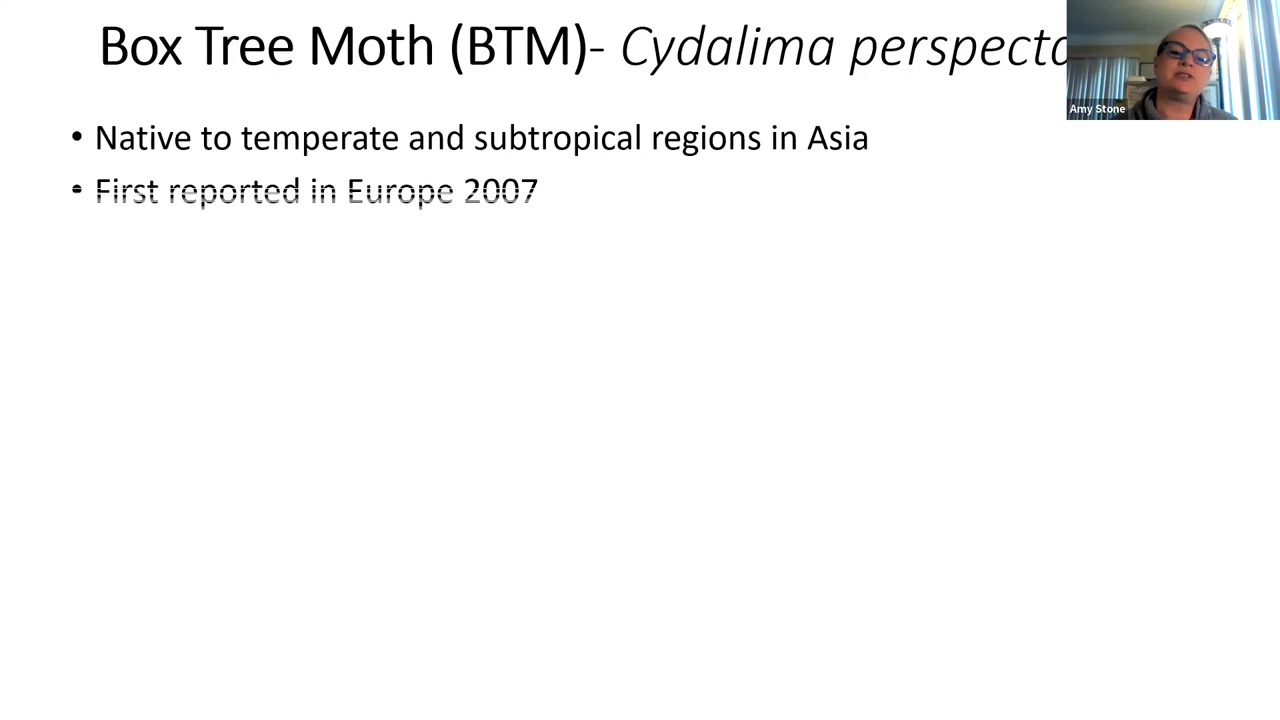 Box Tree Moth (BTM)- Cydalima perspecta
Amy Stone
• Native to temperate and subtropical regions in Asia
• First reported in Europe 2007